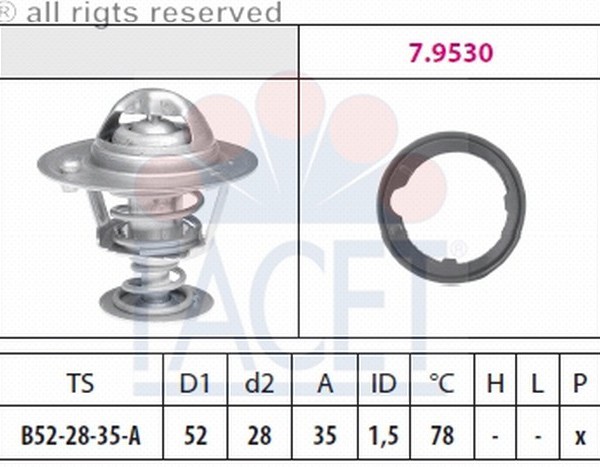 ® all rigts reserved
7.9530
FACET®
TS D1 d2 A ID °C H L P
B52-28-35-A 52 28 35 1,5 78 - - x